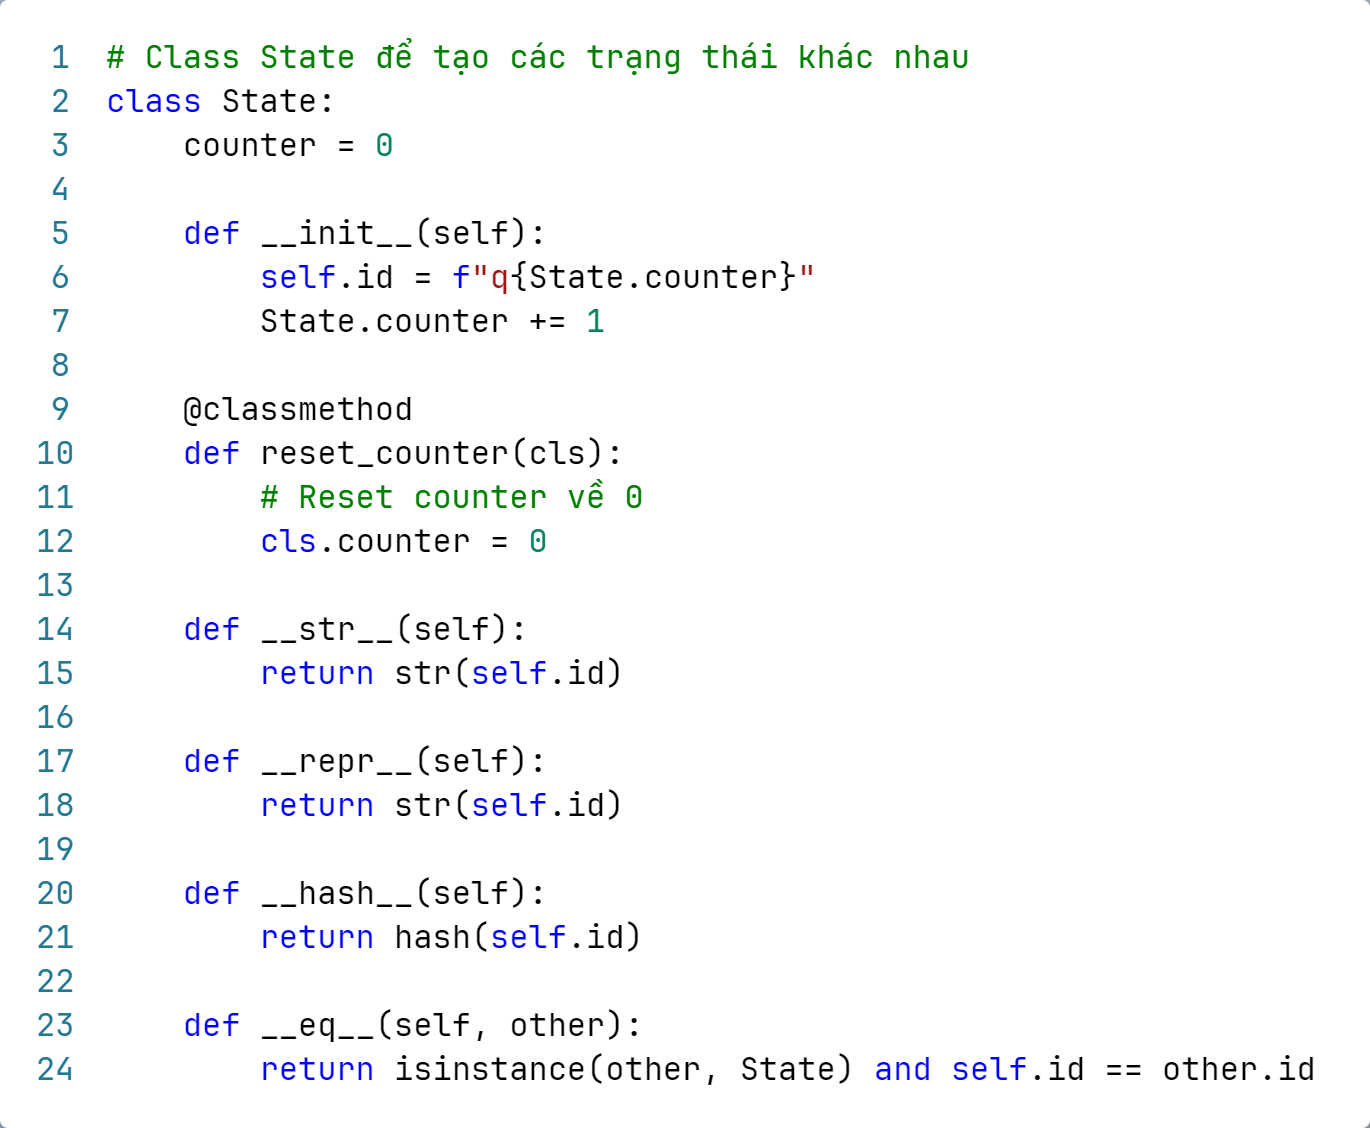 1 # Class State để tạo các trạng thái khác nhau
2 class State:
3     counter = 0
4
5     def __init__(self):
6         self.id = f"q{State.counter}"
7         State.counter += 1
8
9     @classmethod
10     def reset_counter(cls):
11         # Reset counter về 0
12         cls.counter = 0
13
14     def __str__(self):
15         return str(self.id)
16
17     def __repr__(self):
18         return str(self.id)
19
20     def __hash__(self):
21         return hash(self.id)
22
23     def __eq__(self, other):
24         return isinstance(other, State) and self.id == other.id